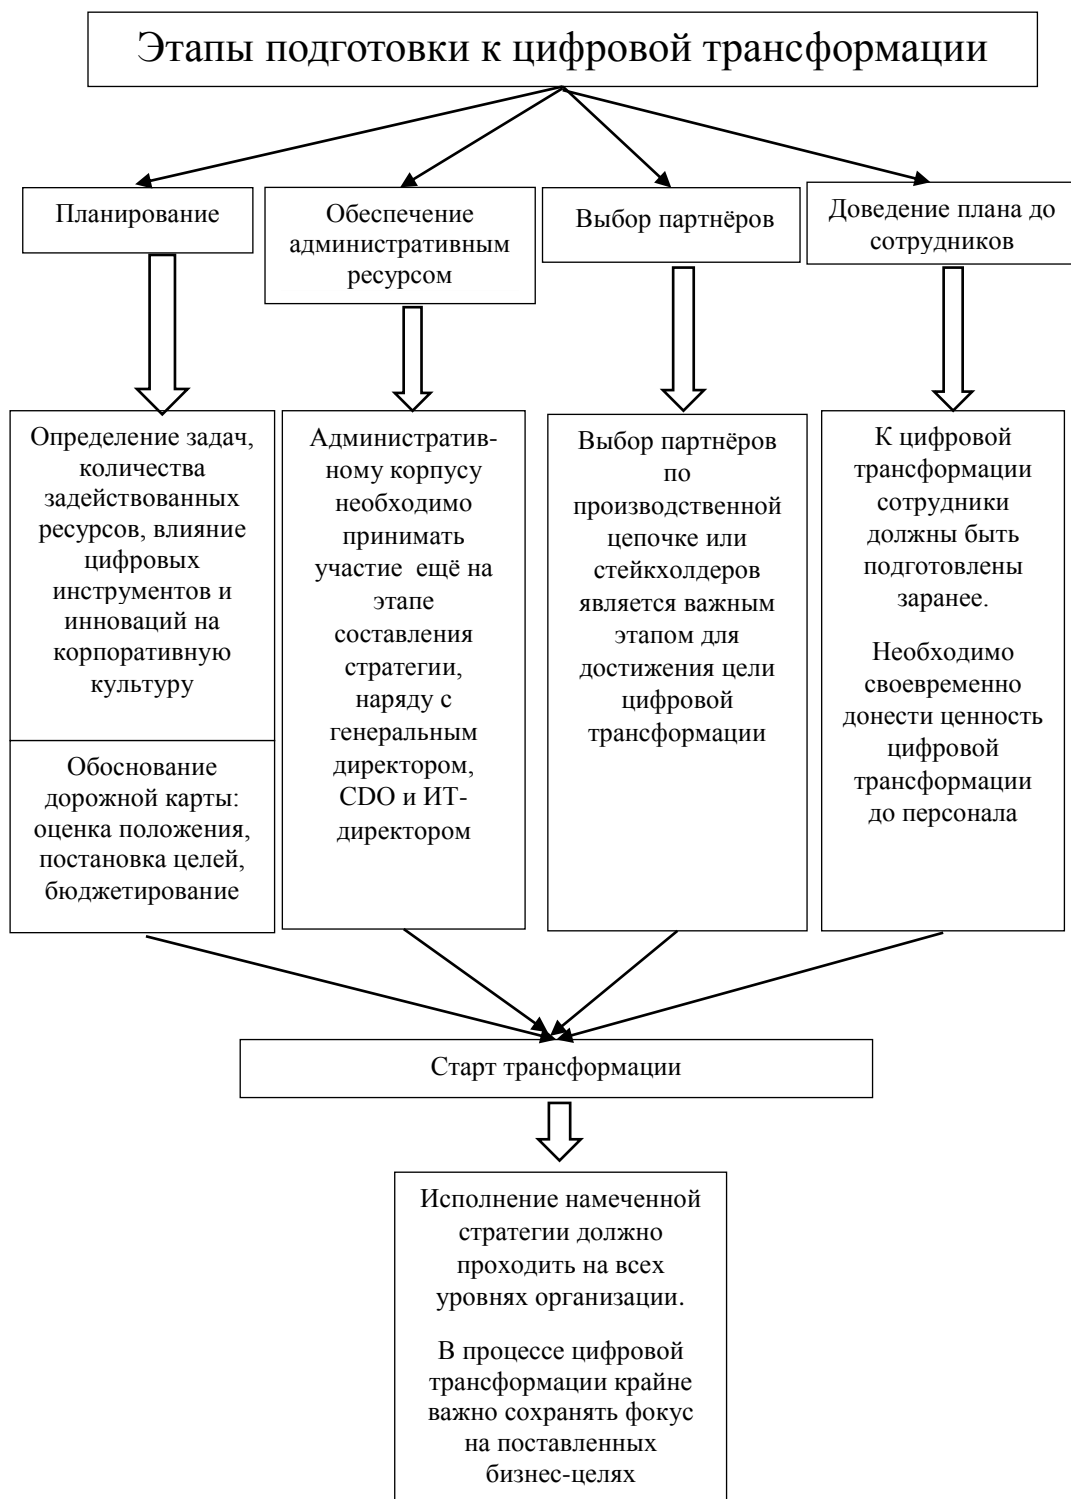 Этапы подготовки к цифровой трансформации
Планирование
Обеспечение
административным
ресурсом
Выбор партнёров
Доведение плана до
сотрудников
Определение задач,
количества
задействованных
ресурсов, влияние
цифровых
инструментов и
инноваций на
корпоративную
культуру
Обоснование
дорожной карты:
оценка положения,
постановка целей,
бюджетирование
Административ-
ному корпусу
необходимо
принимать
участие ещё на
этапе
составления
стратегии,
наряду с
генеральным
директором,
CDO и ИТ-
директором
Выбор партнёров
по
производственной
цепочке или
стейкхолдеров
является важным
этапом для
достижения цели
цифровой
трансформации
К цифровой
трансформации
сотрудники
должны быть
подготовлены
заранее.
Необходимо
своевременно
донести ценность
цифровой
трансформации
до персонала
Старт трансформации
Исполнение намеченной
стратегии должно
проходить на всех
уровнях организации.
В процессе цифровой
трансформации крайне
важно сохранять фокус
на поставленных
бизнес-целях